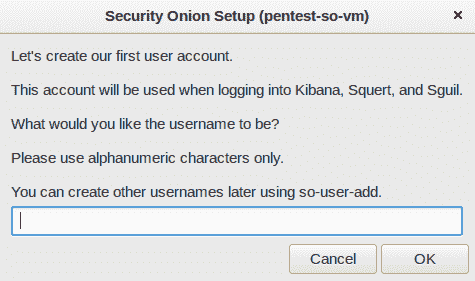 Security Onion Setup (pentest-so-vm)
Let's create our first user account.
This account will be used when logging into Kibana, Squert, and Sguil.
What would you like the username to be?
Please use alphanumeric characters only.
You can create other usernames later using so-user-add.
Cancel OK